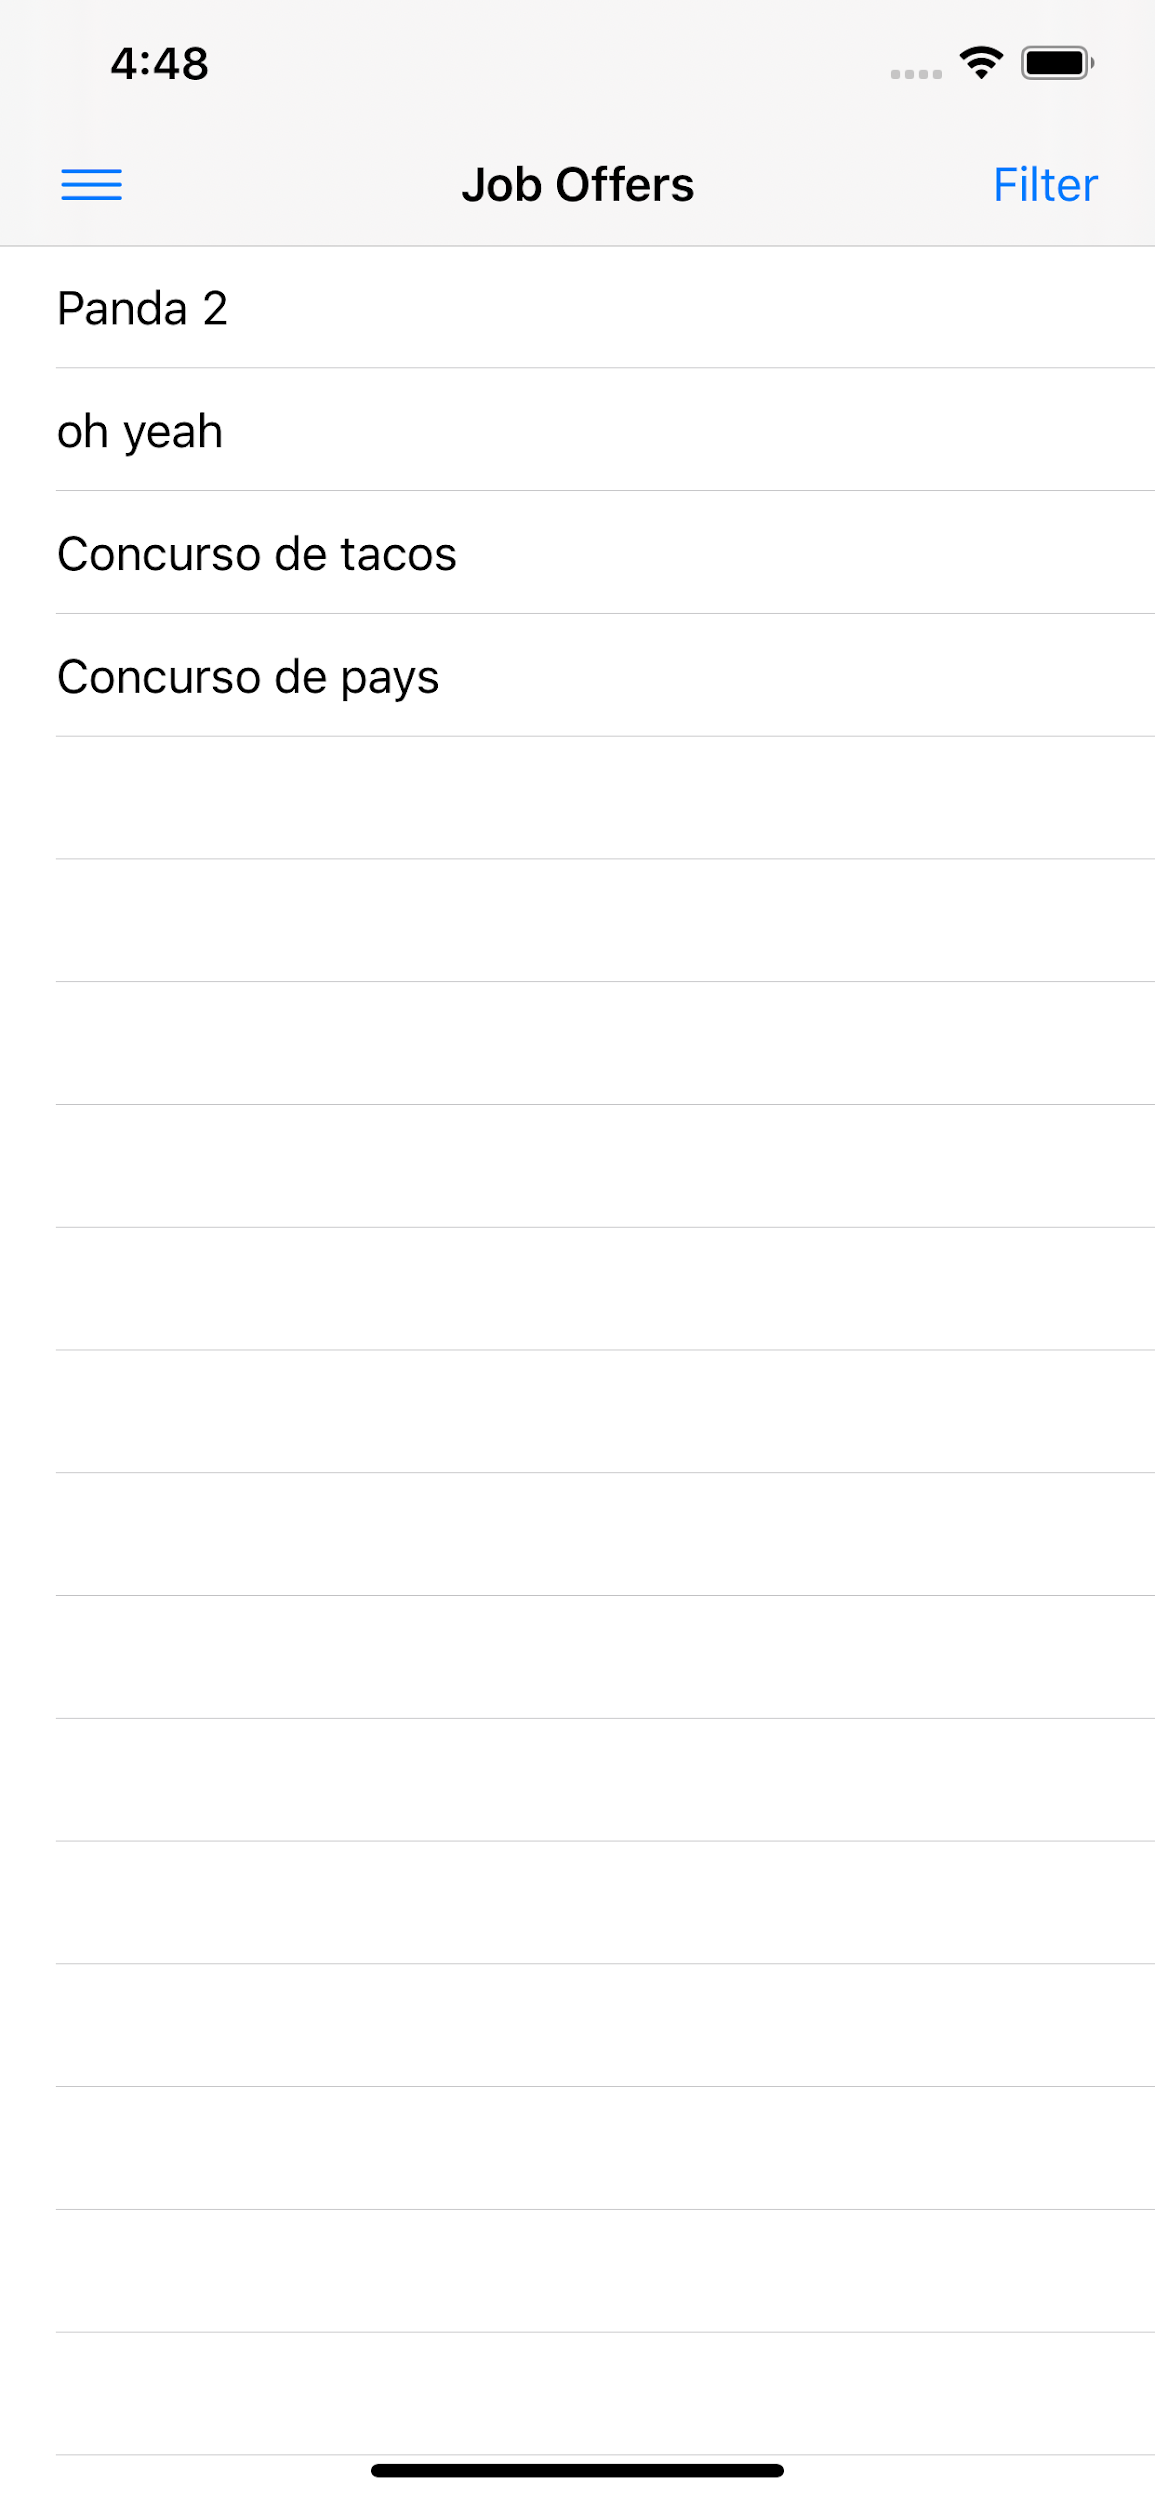 4:48
Job Offers
Filter
Panda 2
oh yeah
Concurso de tacos
Concurso de pays